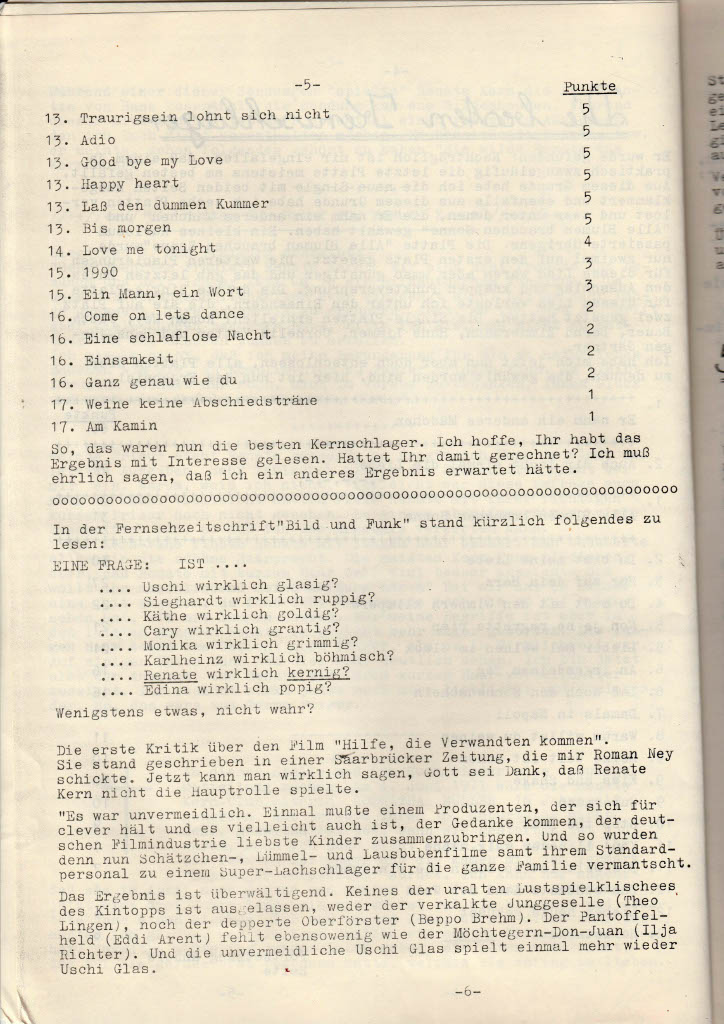 -5-
Punkte
13. Traurigsein lohnt sich nicht 5
13. Adio 5
13. Good bye my Love 5
13. Happy heart 5
13. Laß den dummen Kummer 5
13. Bis morgen 5
14. Love me tonight 4
15. 1990 3
15. Ein Mann, ein Wort 3
16. Come on lets dance 2
16. Eine schlaflose Nacht 2
16. Einsamkeit 2
16. Ganz genau wie du 2
17. Weine keine Abschiedsträne 1
17. Am Kamin 1
So, das waren nun die besten Kernschlager. Ich hoffe, Ihr habt das
Ergebnis mit Interesse gelesen. Hattet Ihr damit gerechnet? Ich muß
ehrlich sagen, daß ich ein anderes Ergebnis erwartet hätte.
oooooooooooooooooooooooooooooooooooooooooooooooooooooooooooooooooooooo
In der Fernsehzeitschrift"Bild und Funk" stand kürzlich folgendes zu
lesen:
EINE FRAGE: IST ....
.... Uschi wirklich glasig?
.... Sieghardt wirklich ruppig?
.... Käthe wirklich goldig?
.... Cary wirklich grantig?
.... Monika wirklich grimmig?
.... Karlheinz wirklich böhmisch?
.... Renate wirklich kernig?
.... Edina wirklich popig?
Wenigstens etwas, nicht wahr?
Die erste Kritik über den Film "Hilfe, die Verwandten kommen".
Sie stand geschrieben in einer Saarbrücker Zeitung, die mir Roman Ney
schickte. Jetzt kann man wirklich sagen, Gott sei Dank, daß Renate
Kern nicht die Hauptrolle spielte.
"Es war unvermeidlich. Einmal mußte einem Produzenten, der sich für
clever hält und es vielleicht auch ist, der Gedanke kommen, der deut-
schen Filmindustrie liebste Kinder zusammenzubringen. Und so wurden
denn nun Schätzchen-, Lümmel- und Lausbubenfilme samt ihrem Standard-
personal zu einem Super-Lachschlager für die ganze Familie vermantscht.
Das Ergebnis ist überwältigend. Keines der uralten Lustspielklischees
des Kintopps ist ausgelassen, weder der verkalkte Junggeselle (Theo
Lingen), noch der depperte Oberförster (Beppo Brehm). Der Pantoffel-
held (Eddi Arent) fehlt ebensowenig wie der Möchtegern-Don-Juan (Ilja
Richter). Und die unvermeidliche Uschi Glas spielt einmal mehr wieder
Uschi Glas.
-6-